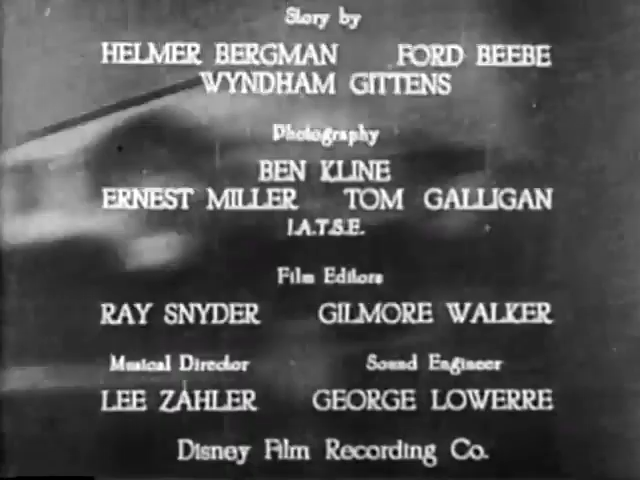 Story by
HELMER BERGMAN FORD BEEBE
WYNDHAM GITTENS
Photography
BEN KLINE
ERNEST MILLER TOM GALLIGAN
I.A.T.S.E.
Film Editors
RAY SNYDER GILMORE WALKER
Musical Director Sound Engineer
LEE ZAHLER GEORGE LOWERRE
Disney Film Recording Co.